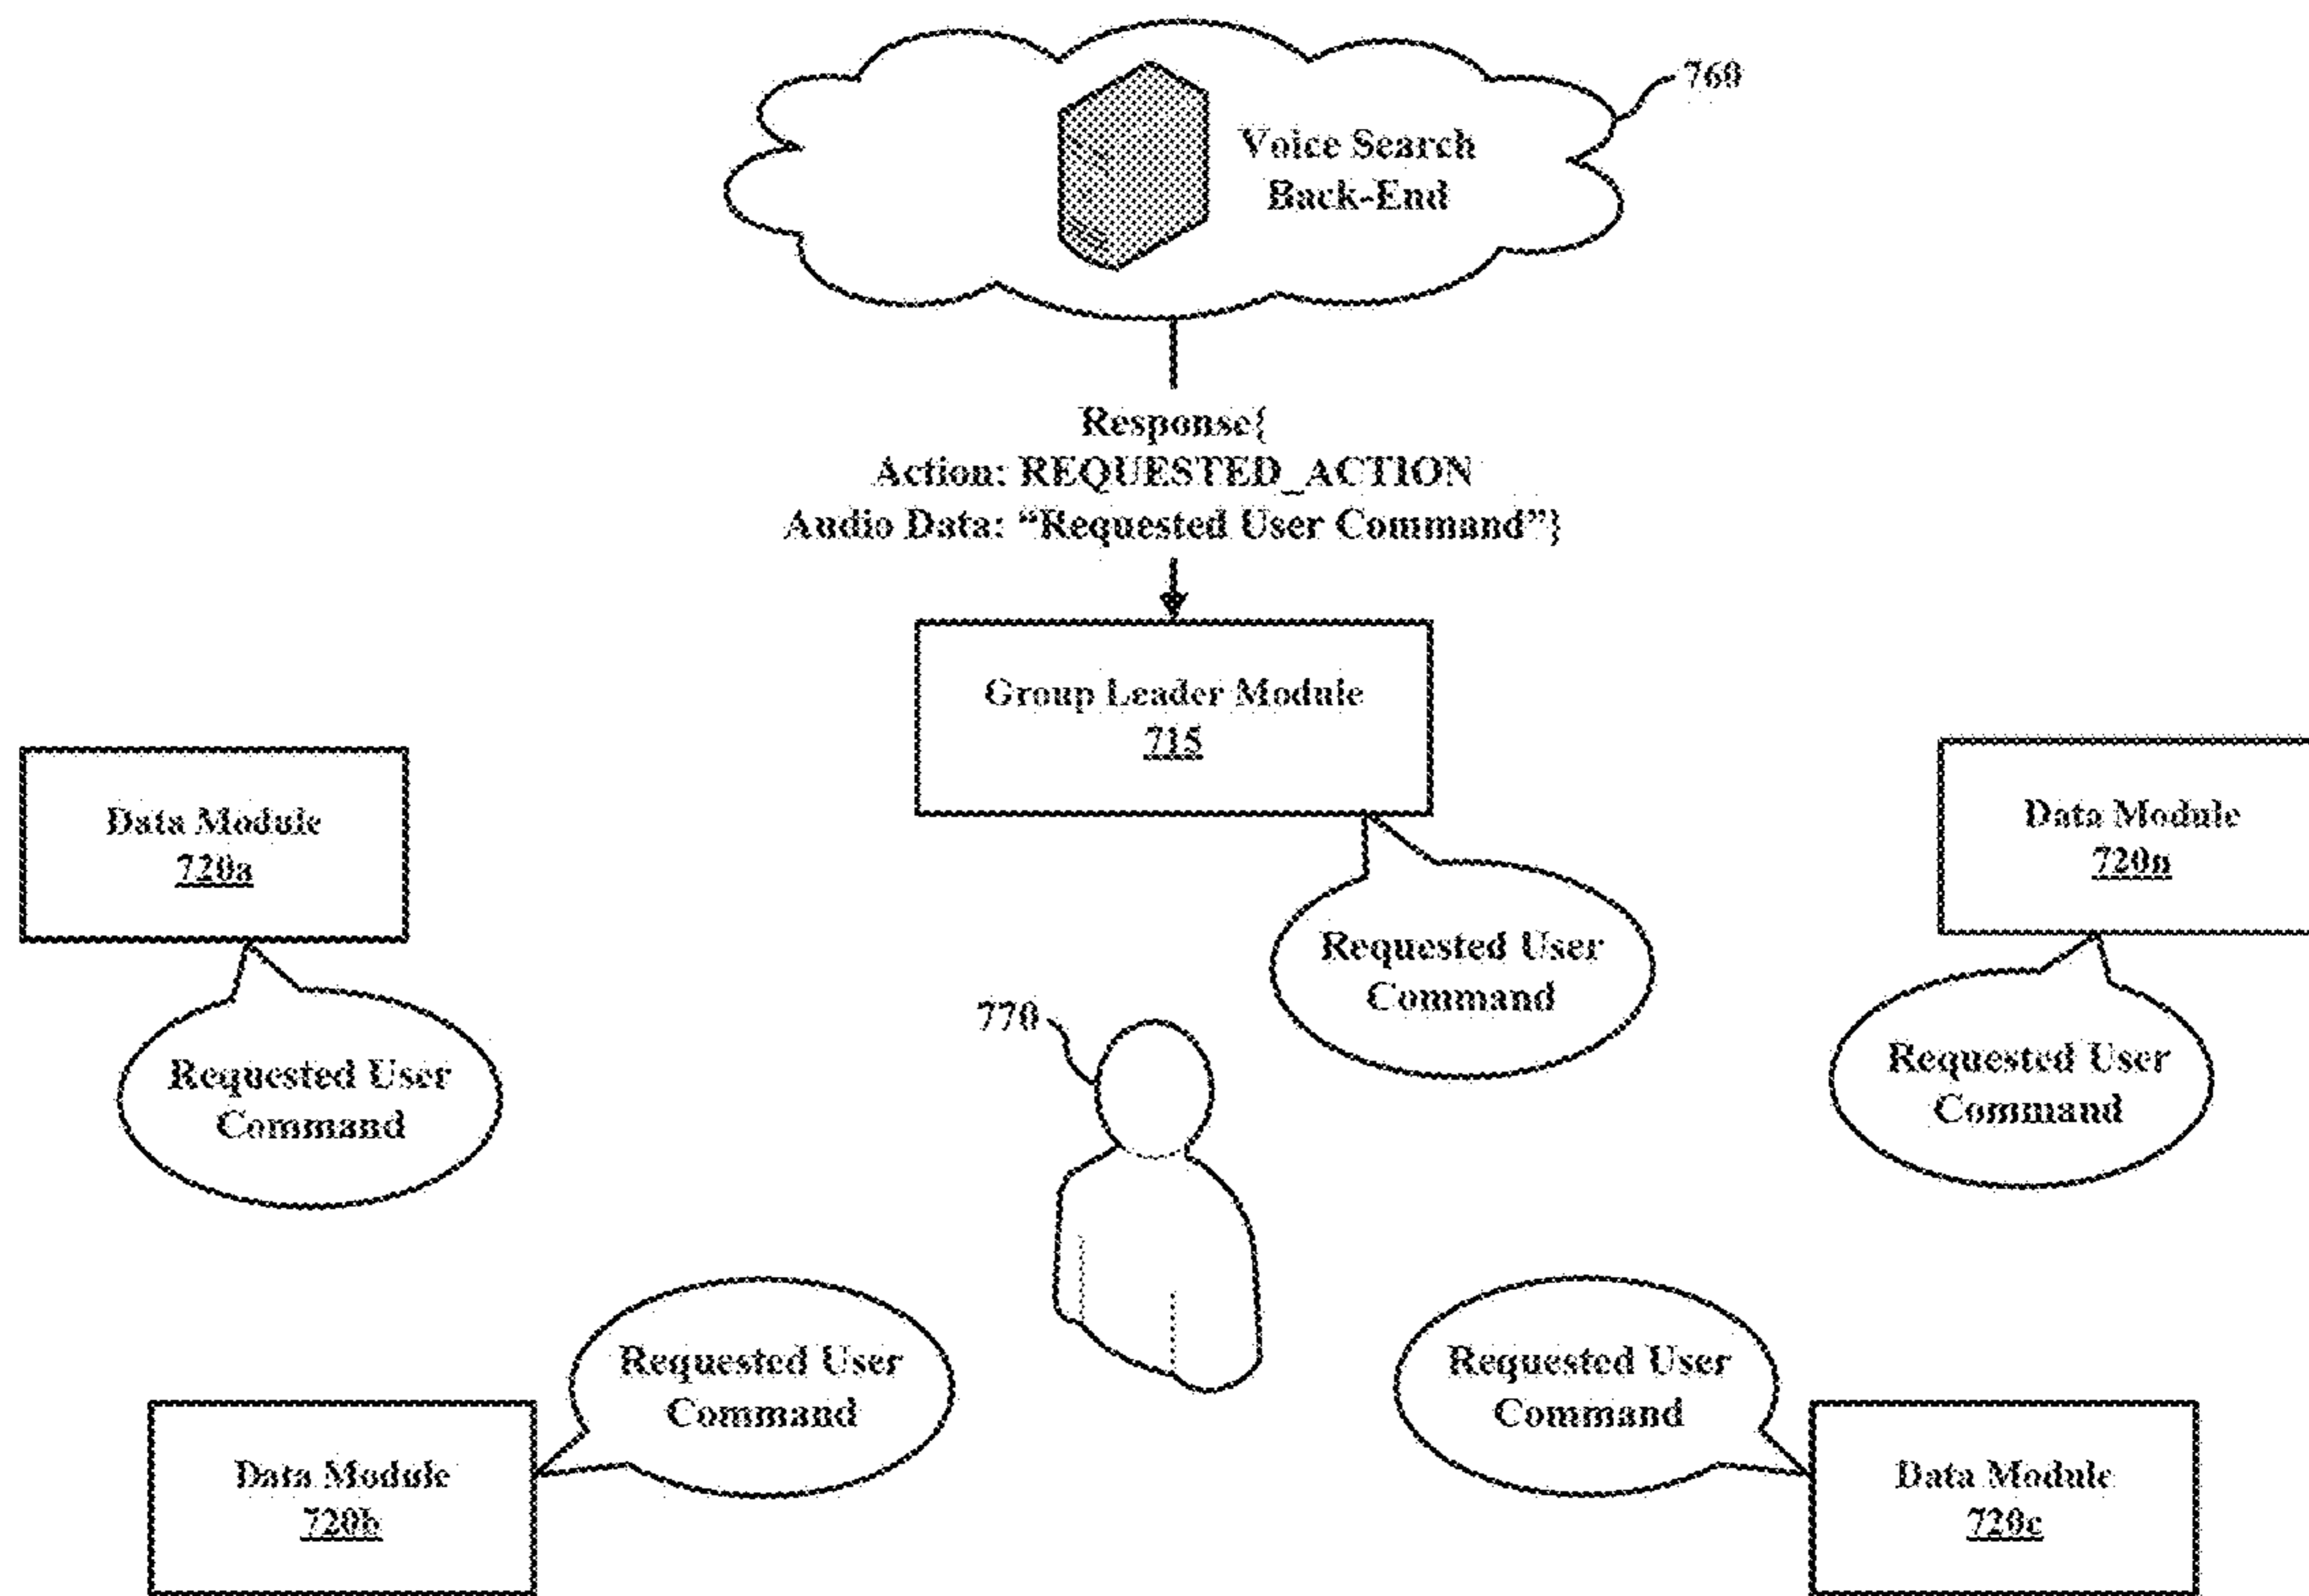 760
Voice Search
Back-End
Response{
Action: REQUESTED_ACTION
Audio Data: “Requested User Command”}
Group Leader Module
715
Data Module
720a
Data Module
720n
Requested User
Command
Requested User
Command
Requested User
Command
770
Requested User
Command
Requested User
Command
Data Module
720b
Data Module
720c